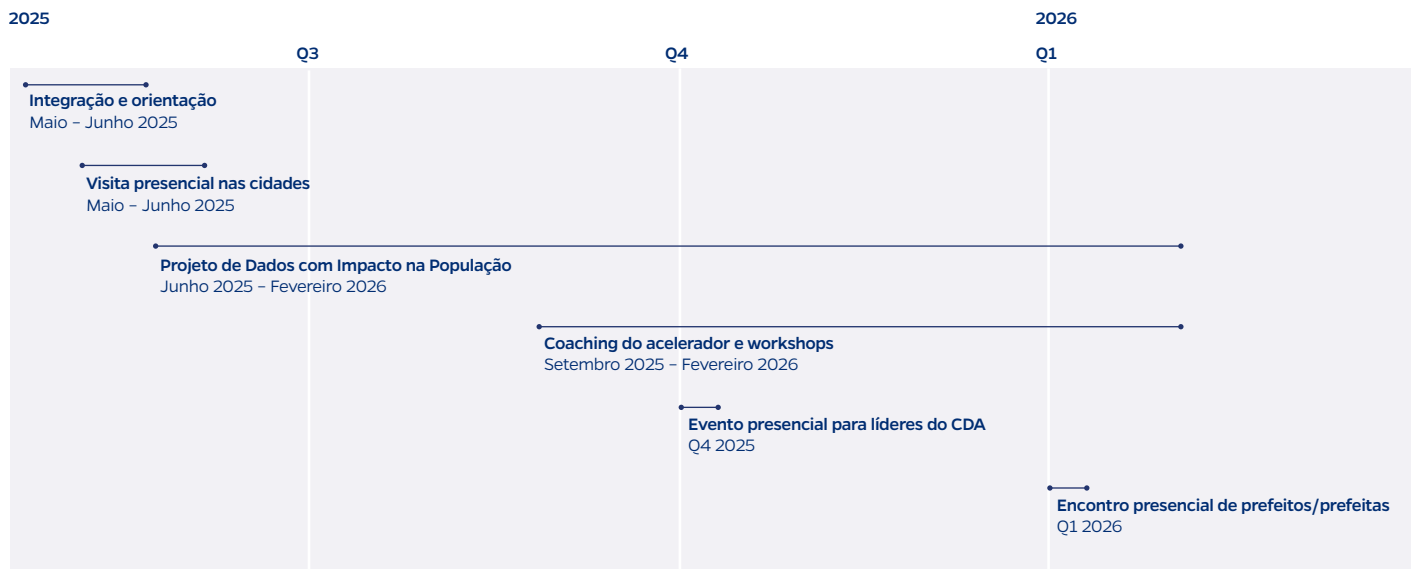 2025
2026
Q3
Q4
Q1
Integração e orientação
Maio – Junho 2025
Visita presencial nas cidades
Maio – Junho 2025
Projeto de Dados com Impacto na População
Junho 2025 – Fevereiro 2026
Coaching do acelerador e workshops
Setembro 2025 – Fevereiro 2026
Evento presencial para líderes do CDA
Q4 2025
Encontro presencial de prefeitos/prefeitas
Q1 2026